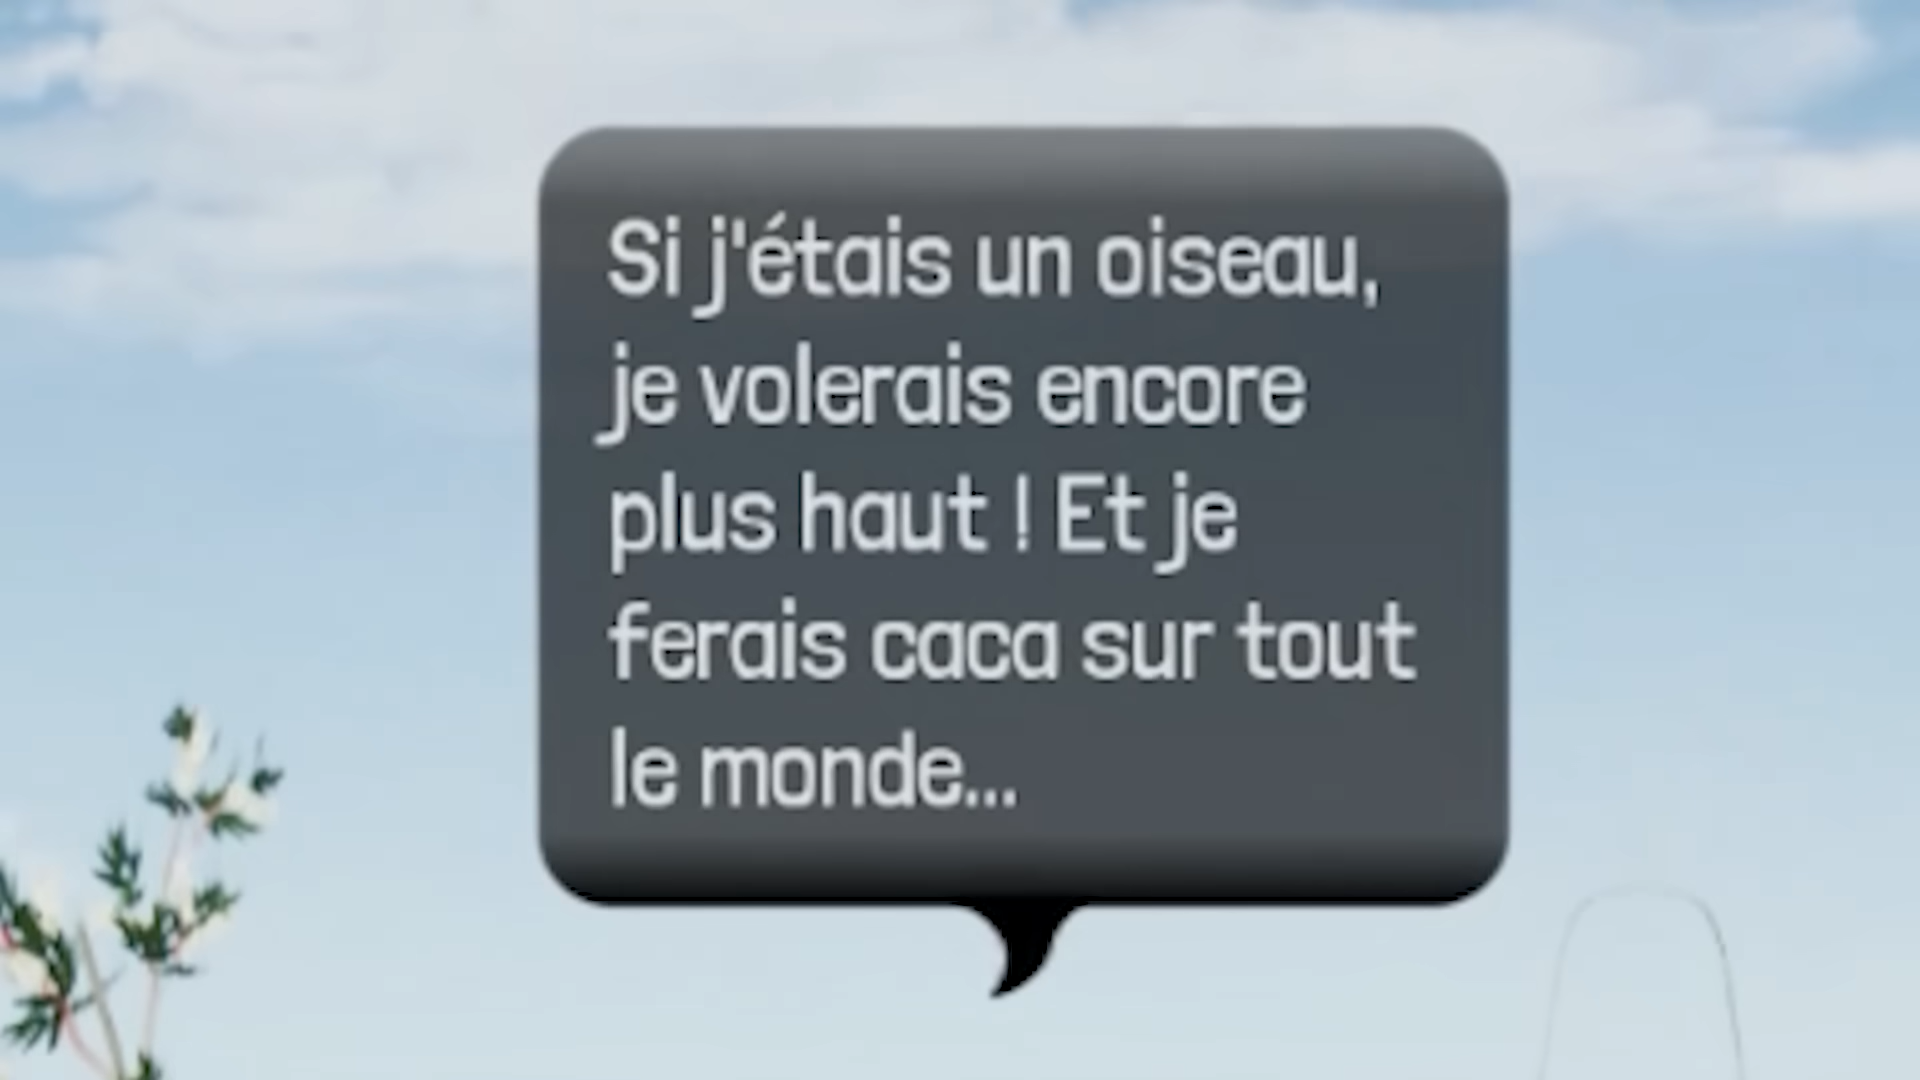 Si j'étais un oiseau,
je volerais encore
plus haut ! Et je
ferais caca sur tout
le monde...